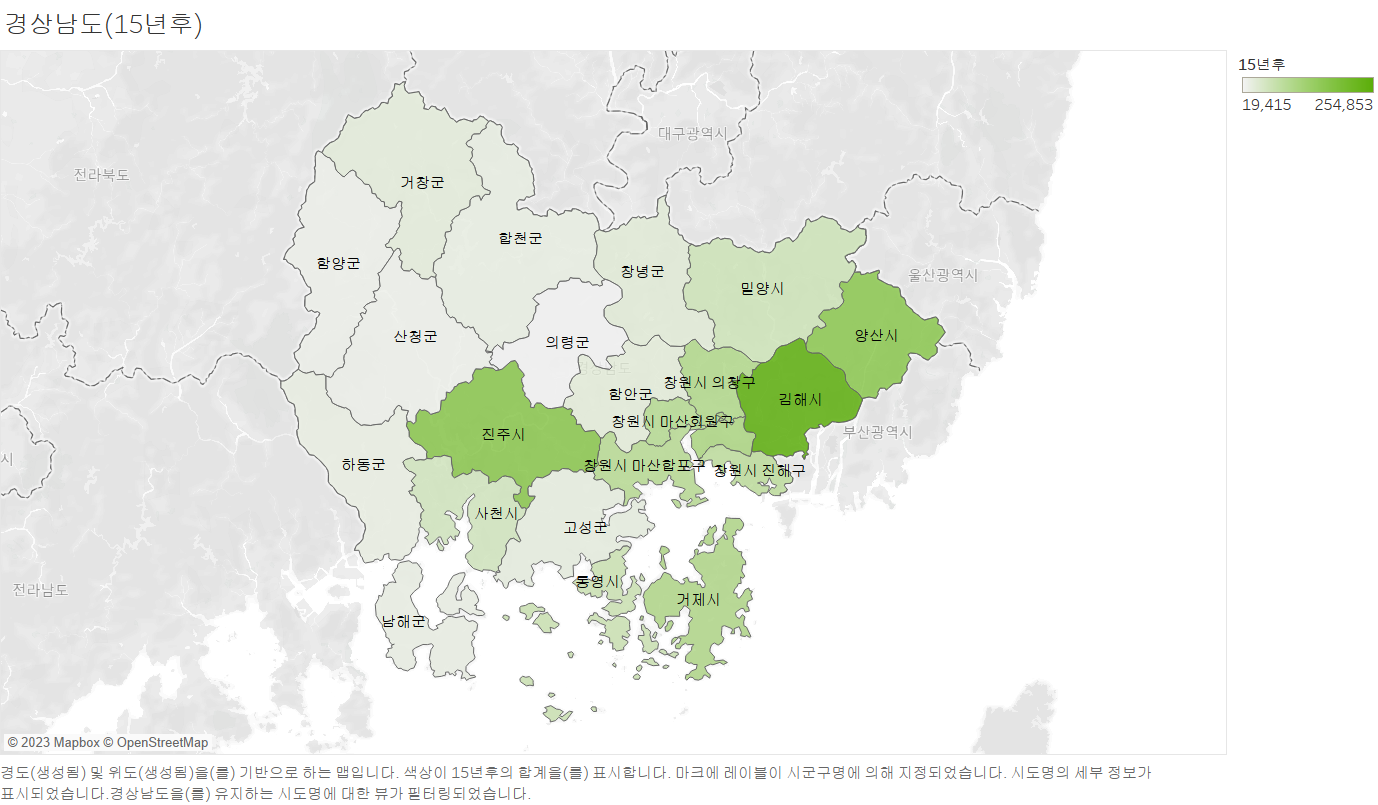 경상남도(15년후)
15년후
19,415 254,853
대구광역시
전라북도
거창군
합천군
함양군
창녕군
울산광역시
밀양시
산청군
의령군
양산시
창원시 의창구
함안군
김해시
창원시 마산회원구
진주시
부산광역시
시
하동군
창원시 마산합포구
창원시 진해구
사천시
고성군
통영시
전라남도
거제시
남해군
© 2023 Mapbox © OpenStreetMap
경도(생성됨) 및 위도(생성됨)을(를) 기반으로 하는 맵입니다. 색상이 15년후의 합계을(를) 표시합니다. 마크에 레이블이 시군구명에 의해 지정되었습니다. 시도명의 세부 정보가
표시되었습니다.경상남도을(를) 유지하는 시도명에 대한 뷰가 필터링되었습니다.